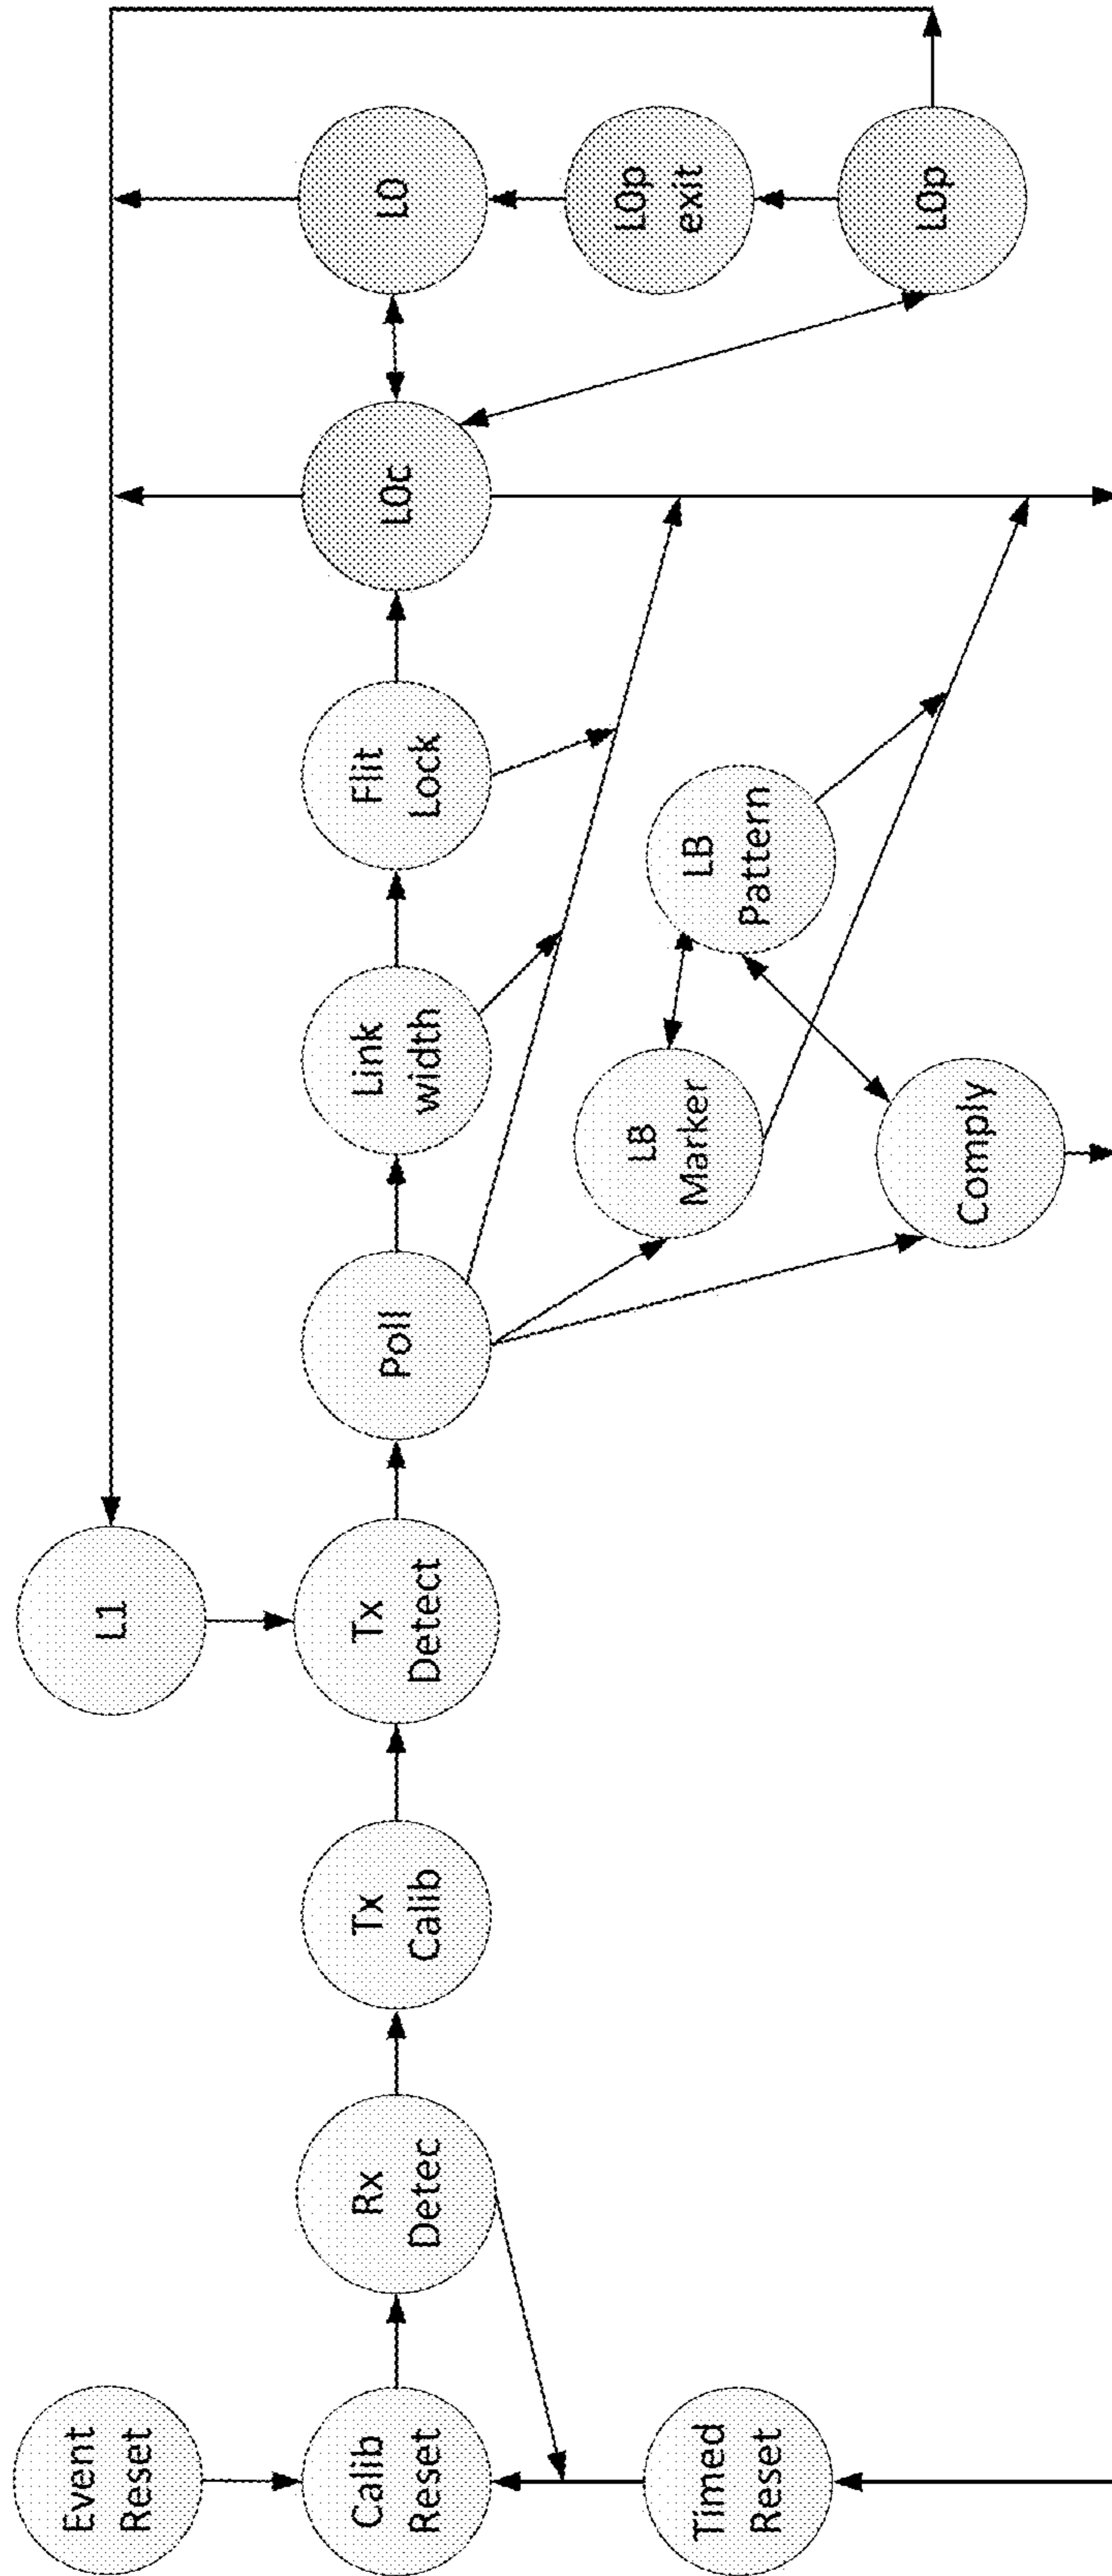 Event
Reset
Calib
Reset
Timed
Reset
Rx
Detec
Tx
Calib
L1
Tx
Detect
Poll
Link
width
LB
Marker
Comply
Flit
Lock
LB
Pattern
L0c
L0
L0p
exit
L0p